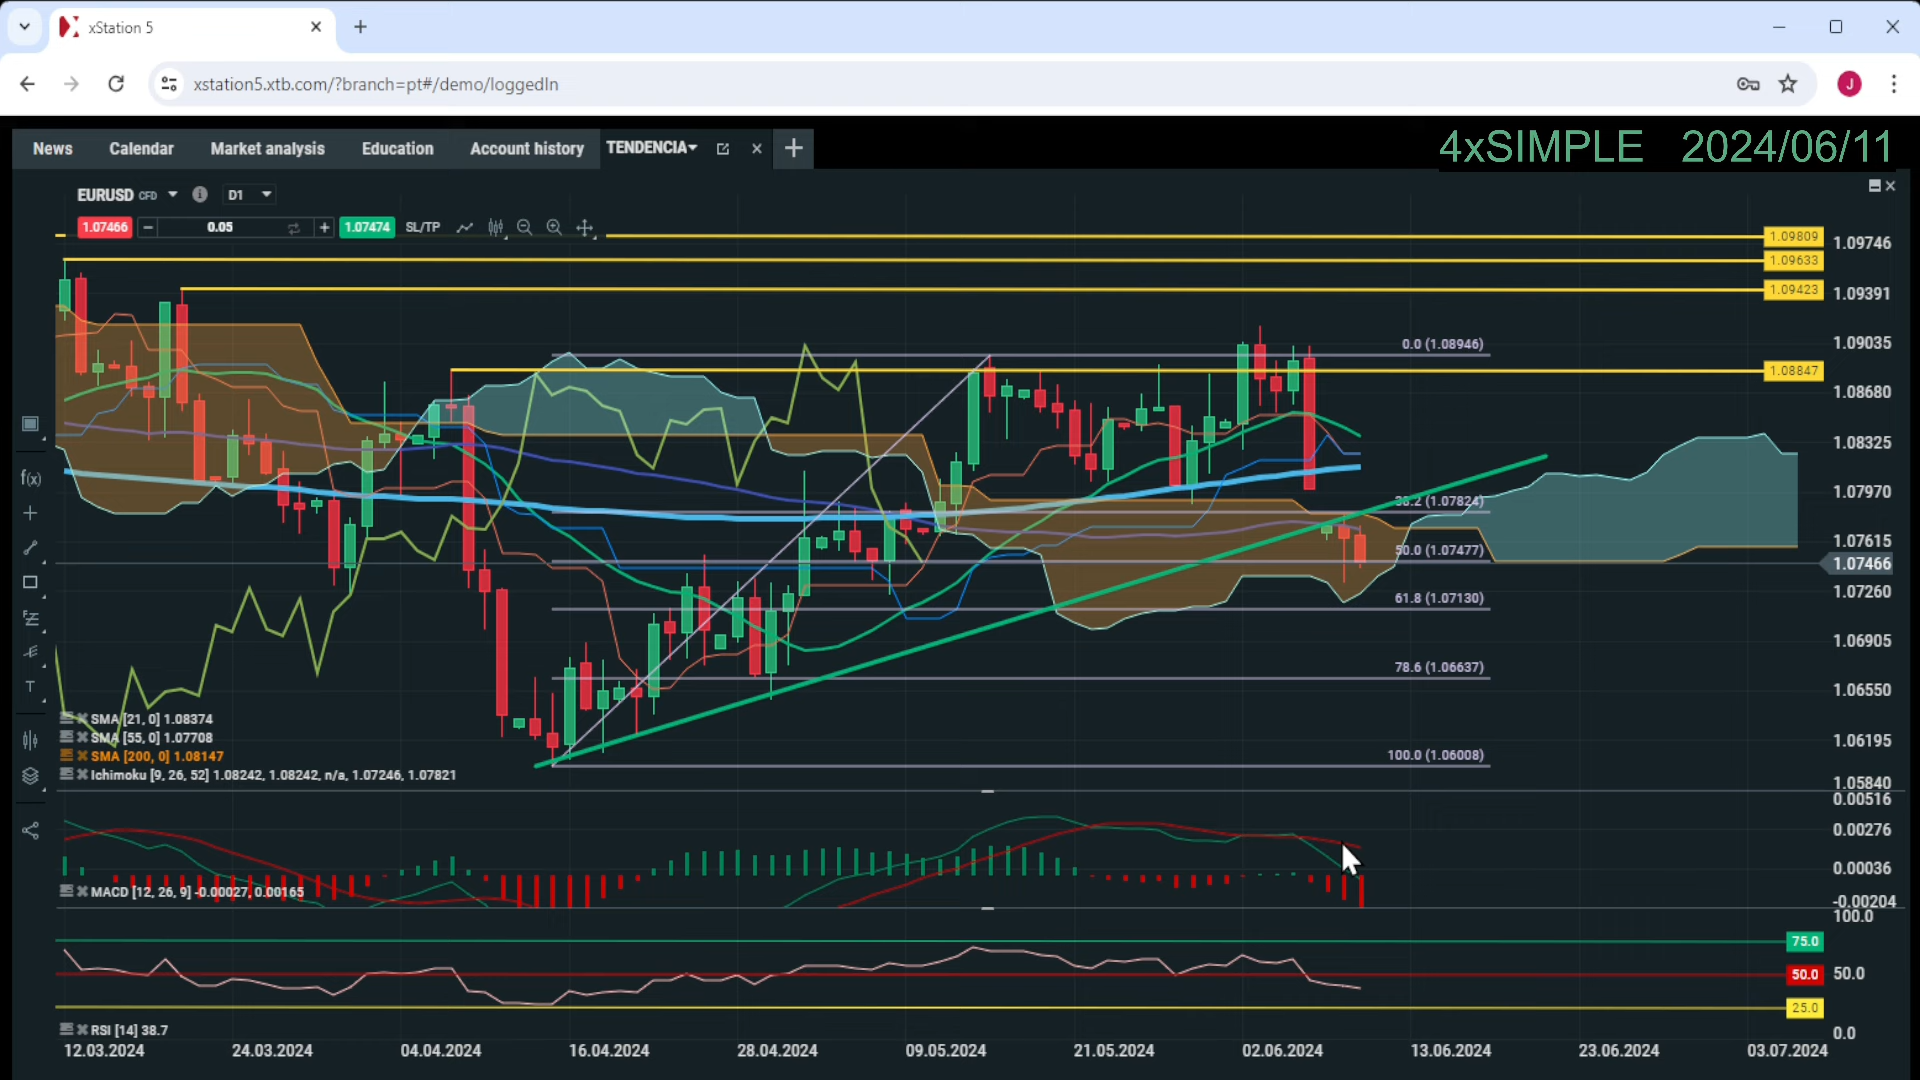 xStation 5
xstation5.xtb.com/?branch=pt#/demo/loggedIn
J
News Calendar Market analysis Education Account history TENDENCIA
4xSIMPLE 2024/06/11
EURUSD CFD D1
1.07466 0.05 1.07474 SL/TP
1.09809
1.09746
1.09633
1.09423
1.09391
0.0 (1.08946)
1.09035
1.08847
1.08680
1.08325
38.2 (1.07824)
1.07970
50.0 (1.07477)
1.07615
1.07466
61.8 (1.07130)
1.07260
1.06905
78.6 (1.06637)
1.06550
f(x)
T
SMA [21, 0] 1.08374
SMA [55, 0] 1.07708
SMA [200, 0] 1.08147
Ichimoku [9, 26, 52] 1.08242, 1.08242, n/a, 1.07246, 1.07821
100.0 (1.06008)
1.06195
1.05840
0.00516
0.00276
0.00036
MACD [12, 26, 9] -0.00027, 0.00165
-0.00204
100.0
75.0
50.0 50.0
25.0
RSI [14] 38.7
0.0
12.03.2024 24.03.2024 04.04.2024 16.04.2024 28.04.2024 09.05.2024 21.05.2024 02.06.2024 13.06.2024 23.06.2024 03.07.2024